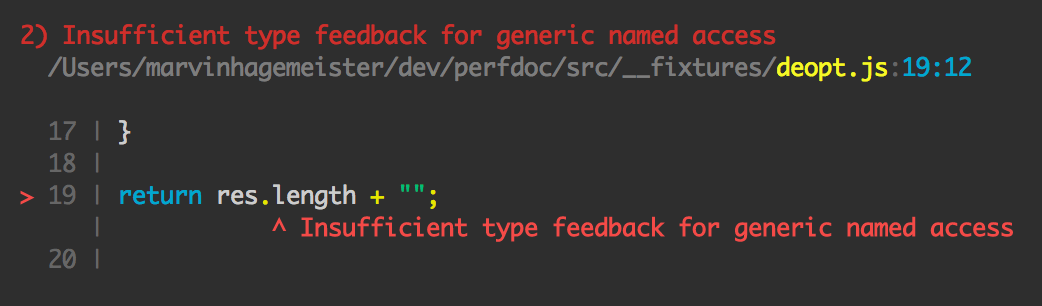 2) Insufficient type feedback for generic named access
/Users/marvinhagemeister/dev/perfdoc/src/__fixtures/deopt.js:19:12
17 | }
18 |
> 19 | return res.length + "";
| ^ Insufficient type feedback for generic named access
20 |